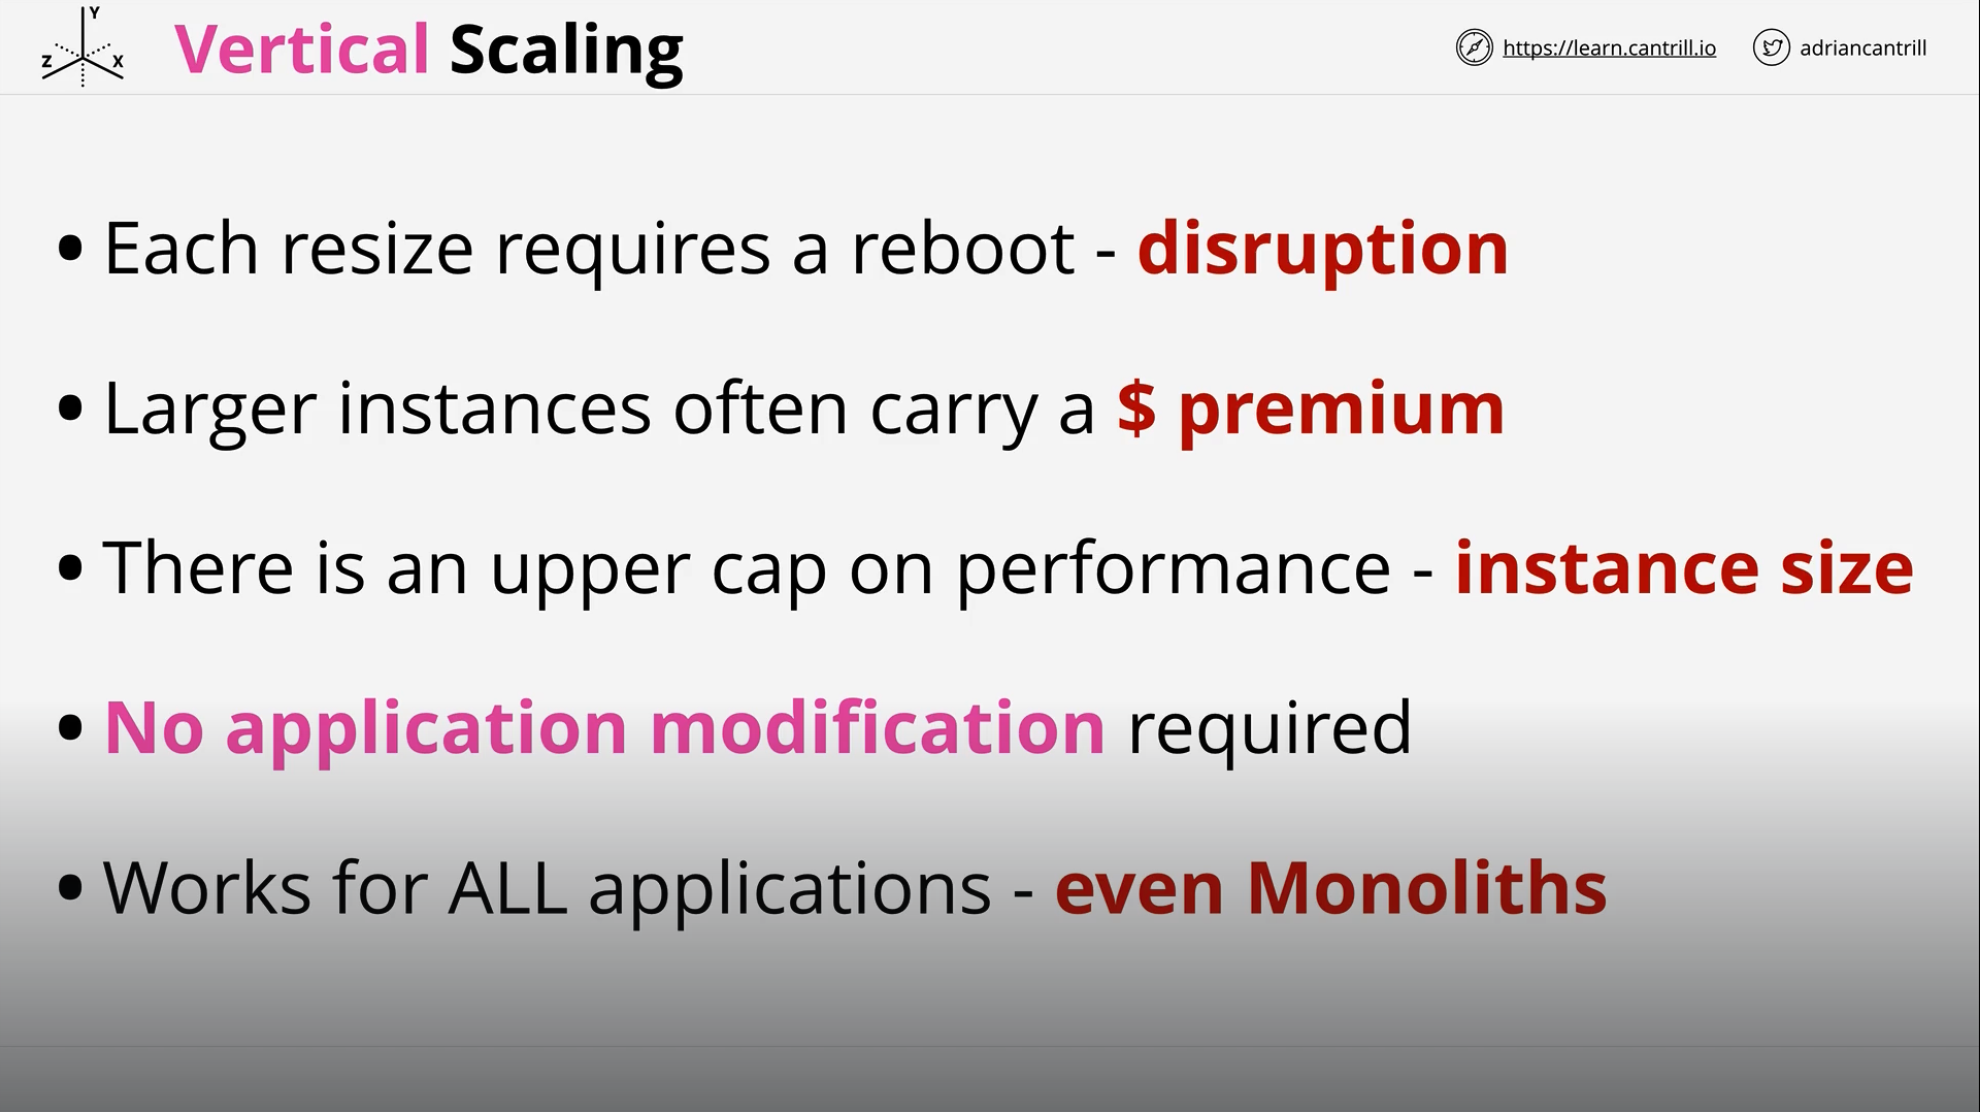 Y
Z
X
Vertical Scaling
https://learn.cantrill.io
adriancantrill
• Each resize requires a reboot - disruption
• Larger instances often carry a $ premium
• There is an upper cap on performance - instance size
• No application modification required
• Works for ALL applications - even Monoliths